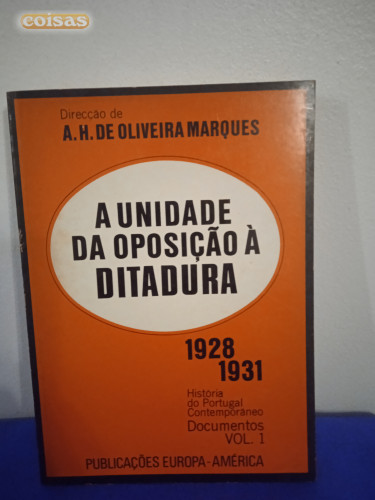 coisas
Direcção de
A. H. DE OLIVEIRA MARQUES
A UNIDADE
DA OPOSIÇÃO À
DITADURA
1928
1931
História
do Portugal
Contemporâneo
Documentos
VOL. 1
PUBLICAÇÕES EUROPA-AMÉRICA